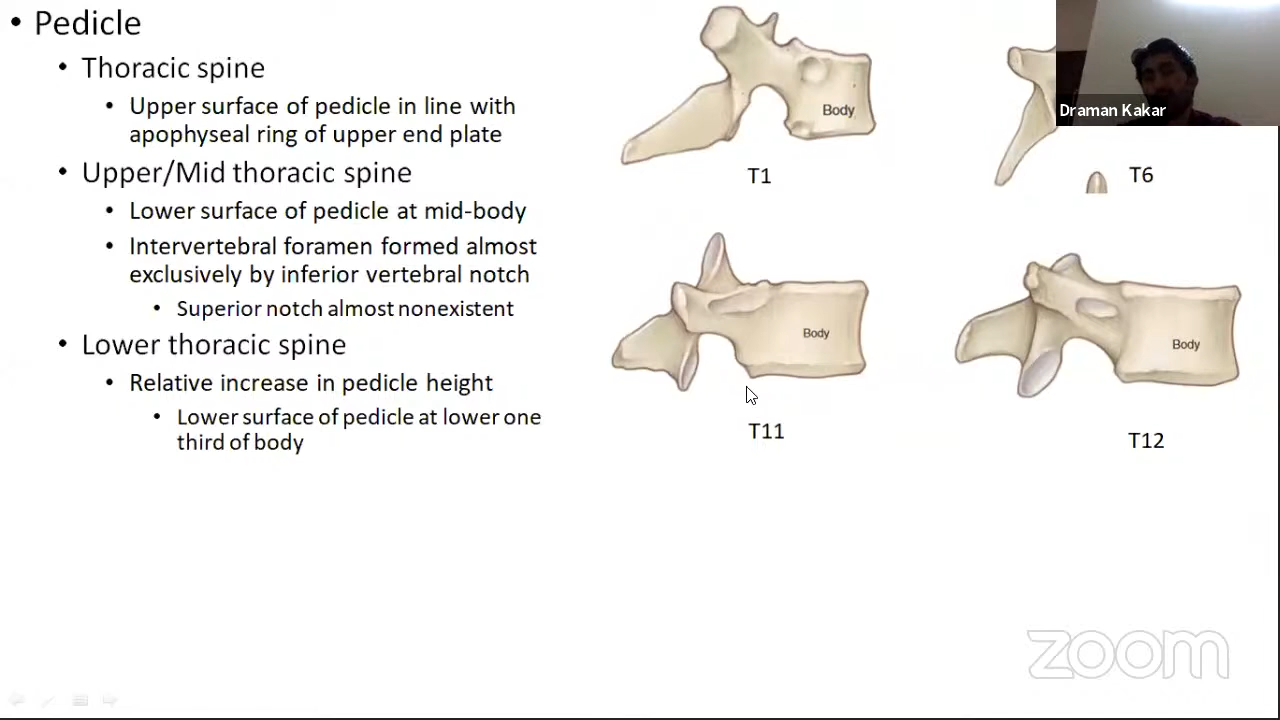 • Pedicle
• Thoracic spine
• Upper surface of pedicle in line with
apophyseal ring of upper end plate
• Upper/Mid thoracic spine
• Lower surface of pedicle at mid-body
• Intervertebral foramen formed almost
exclusively by inferior vertebral notch
• Superior notch almost nonexistent
• Lower thoracic spine
• Relative increase in pedicle height
• Lower surface of pedicle at lower one
third of body
Body
T1
Draman Kakar
T6
Body
T11
Body
T12
zoom